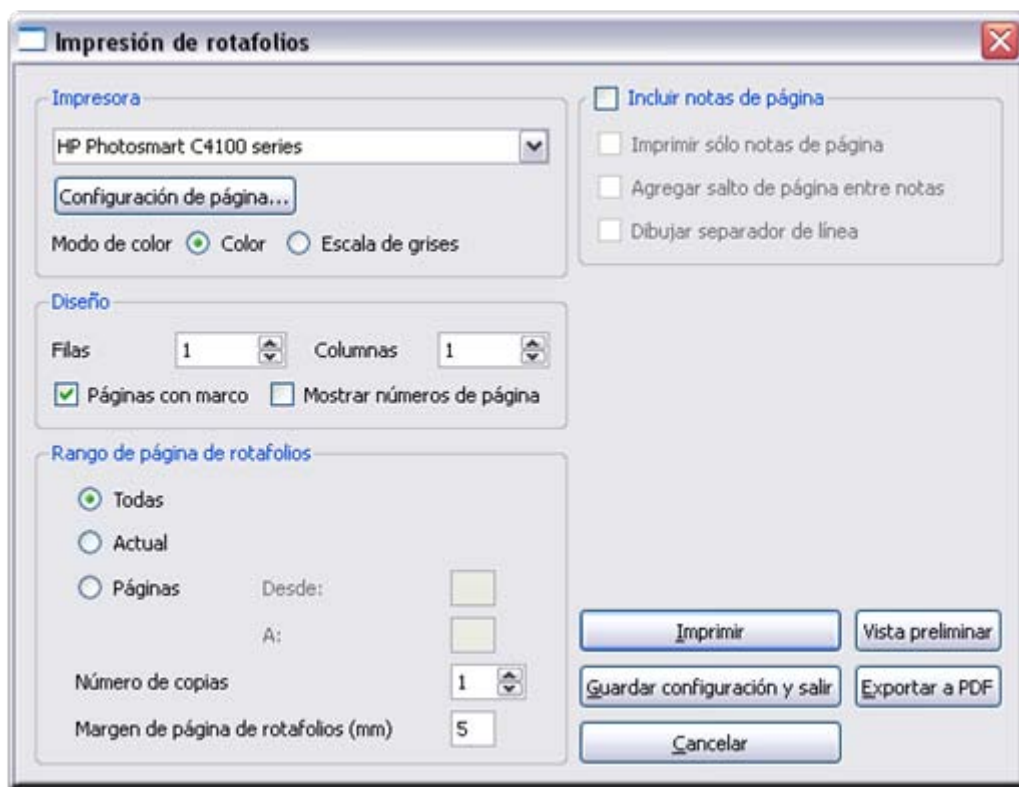 Impresión de rotafolios
Impresora
HP Photosmart C4100 series
Configuración de página...
Modo de color Color Escala de grises
Diseño
Filas 1 Columnas 1
Páginas con marco Mostrar números de página
Rango de página de rotafolios
Todas
Actual
Páginas Desde:
A:
Número de copias 1
Margen de página de rotafolios (mm) 5
Incluir notas de página
Imprimir sólo notas de página
Agregar salto de página entre notas
Dibujar separador de línea
Imprimir Vista preliminar
Guardar configuración y salir Exportar a PDF
Cancelar